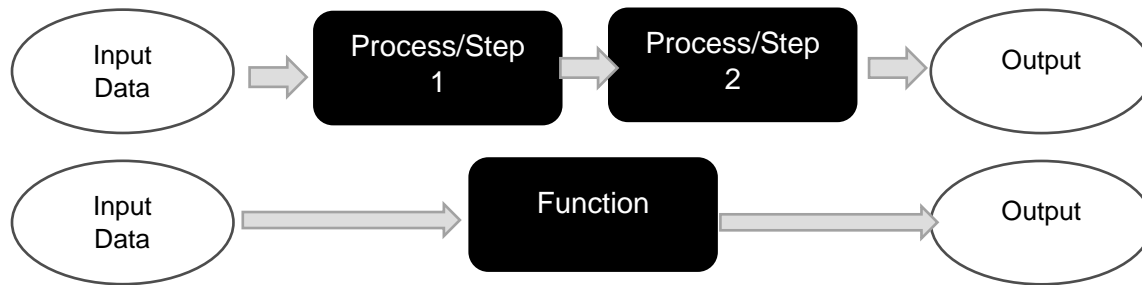 Input
Data
Process/Step
1
Process/Step
2
Output
Input
Data
Function
Output